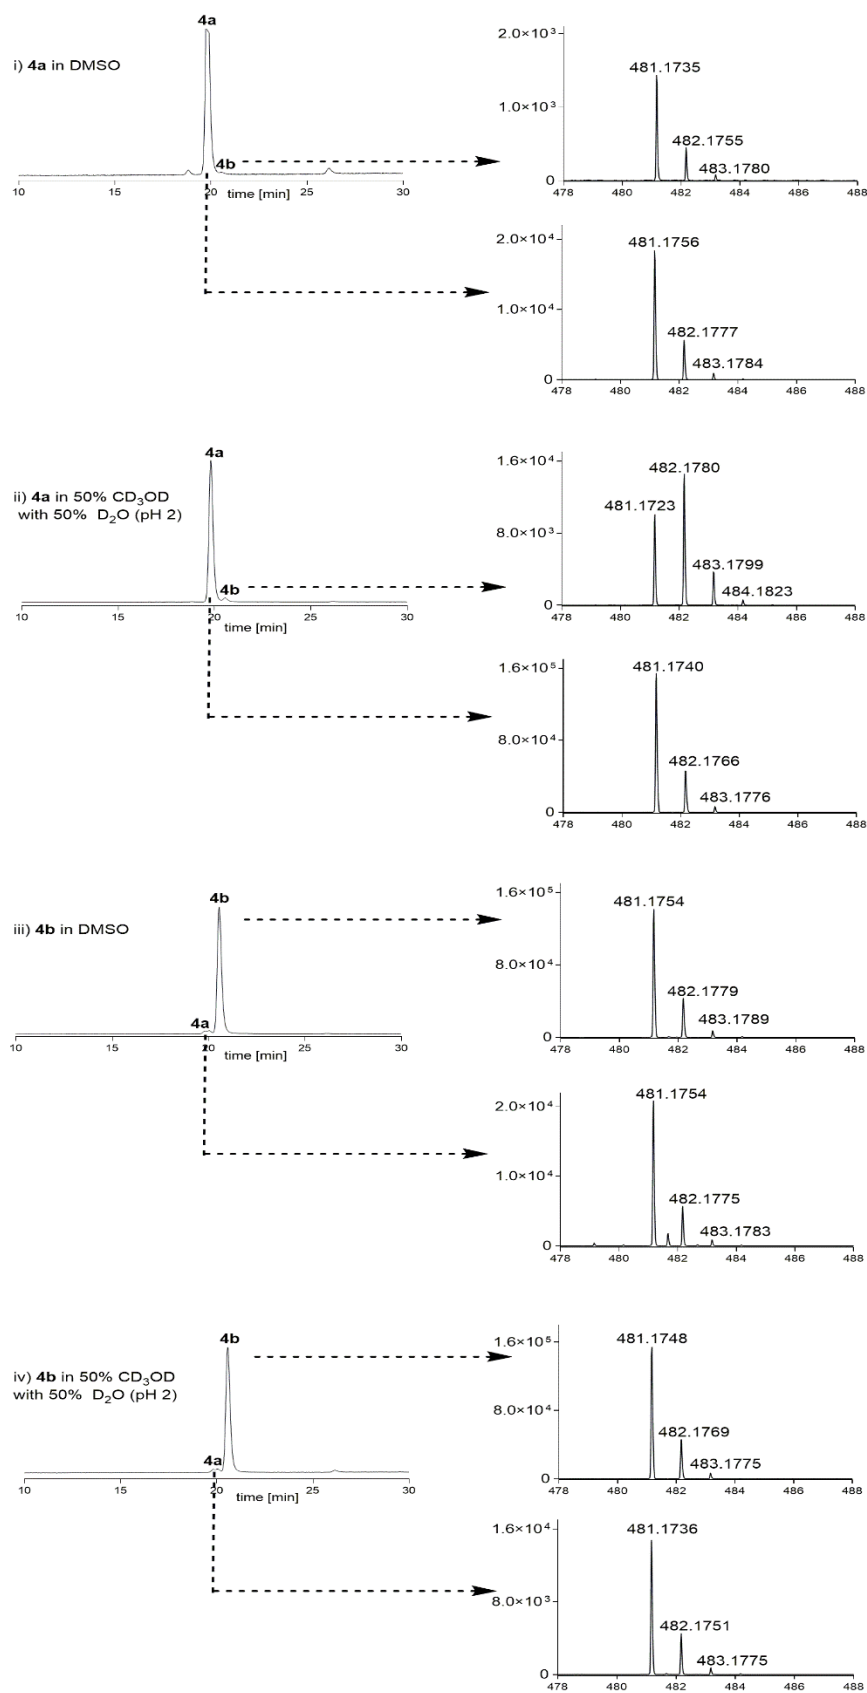 4a
i) 4a in DMSO
4b
10 15 20 25 30
time [min]
2.0×10³
1.0×10³
0
481.1735
482.1755
483.1780
478 480 482 484 486 488
2.0×10⁴
1.0×10⁴
0
481.1756
482.1777
483.1784
478 480 482 484 486 488
4a
ii) 4a in 50% CD₃OD
with 50% D₂O (pH 2)
4b
10 15 20 25 30
time [min]
1.6×10⁴
8.0×10³
0
482.1780
481.1723
483.1799
484.1823
478 480 482 484 486 488
1.6×10⁵
8.0×10⁴
0
481.1740
482.1766
483.1776
478 480 482 484 486 488
4b
iii) 4b in DMSO
4a
10 15 20 25 30
time [min]
1.6×10⁵
8.0×10⁴
0
481.1754
482.1779
483.1789
478 480 482 484 486 488
2.0×10⁴
1.0×10⁴
0
481.1754
482.1775
483.1783
478 480 482 484 486 488
4b
iv) 4b in 50% CD₃OD
with 50% D₂O (pH 2)
4a
10 15 20 25 30
time [min]
1.6×10⁵
8.0×10⁴
0
481.1748
482.1769
483.1775
478 480 482 484 486 488
1.6×10⁴
8.0×10³
0
481.1736
482.1751
483.1775
478 480 482 484 486 488